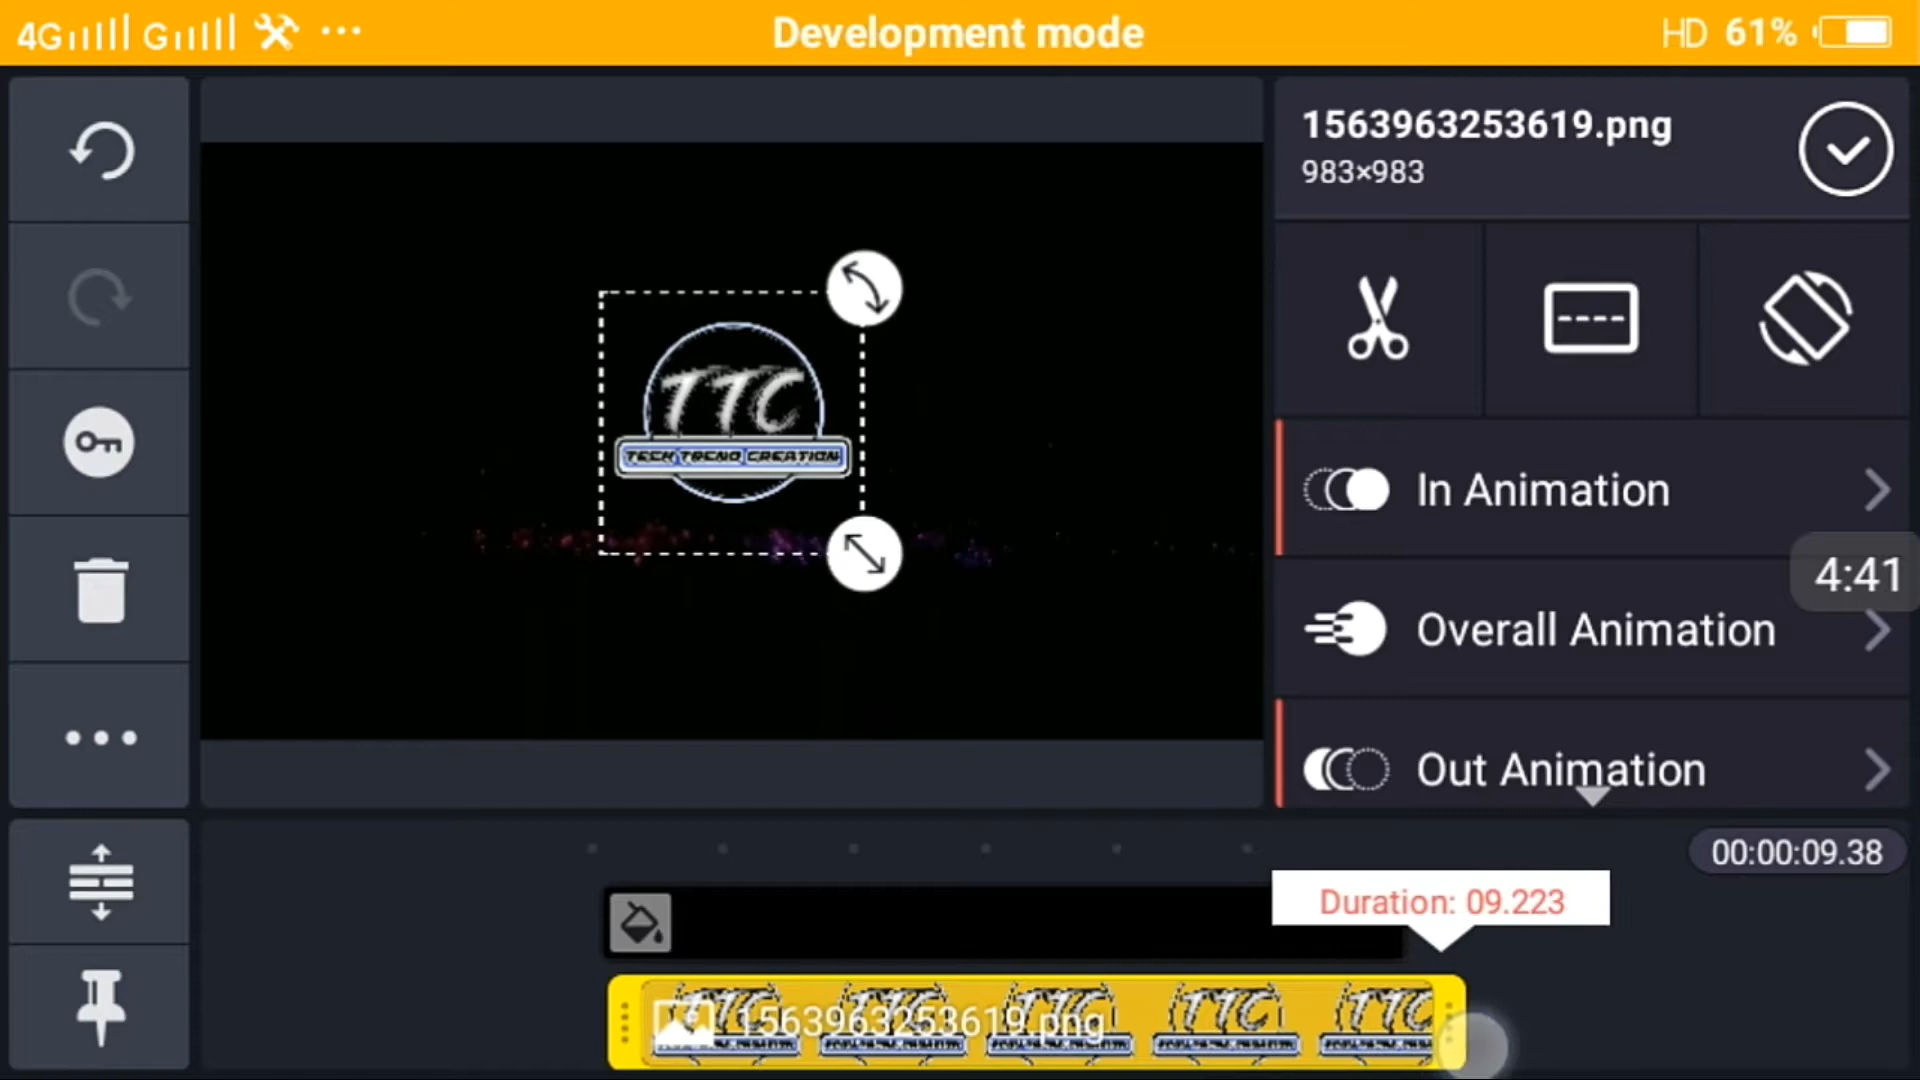 4G G Development mode HD 61%
1563963253619.png
983×983
TTC
TECH TREND CREATION
In Animation
4:41
Overall Animation
Out Animation
00:00:09.38
Duration: 09.223
1563963253619.png